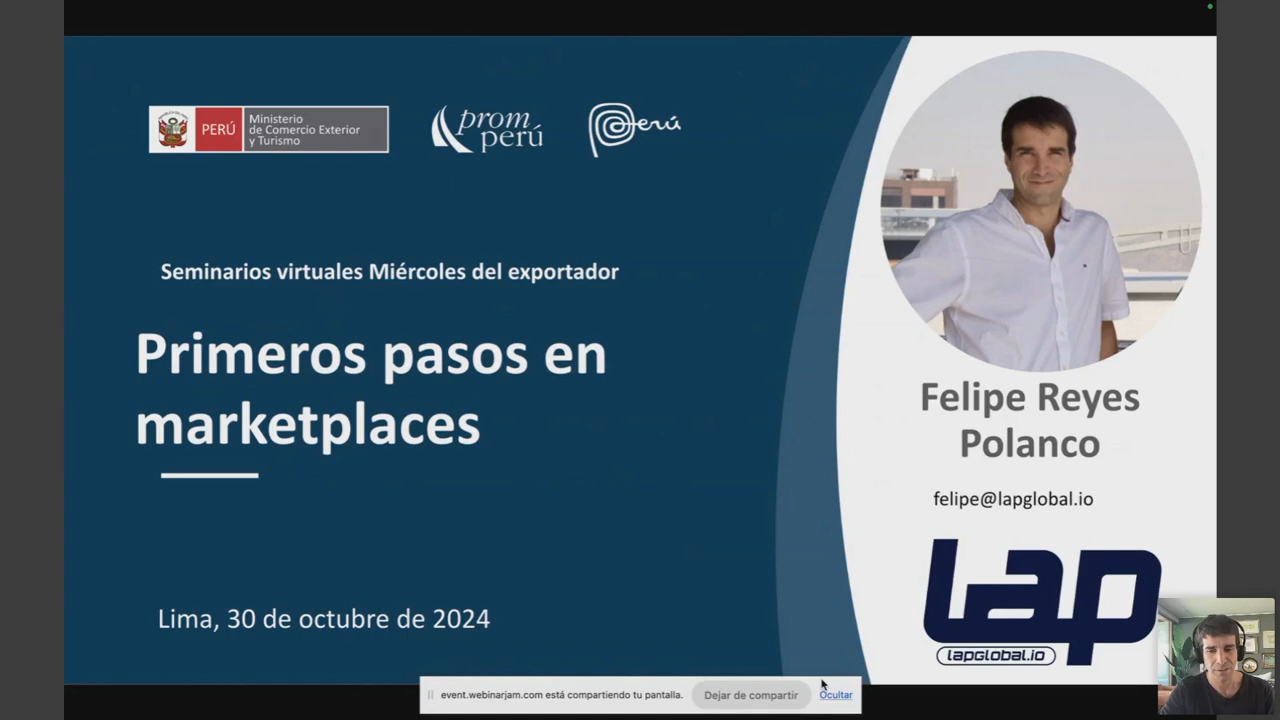 PERÚ
Ministerio
de Comercio Exterior
y Turismo
prom
perú
Perú
Seminarios virtuales Miércoles del exportador
Primeros pasos en
marketplaces
Lima, 30 de octubre de 2024
Felipe Reyes
Polanco
felipe@lapglobal.io
Lap
lapglobal.io
event.webinarjam.com está compartiendo tu pantalla.
Dejar de compartir
Ocultar